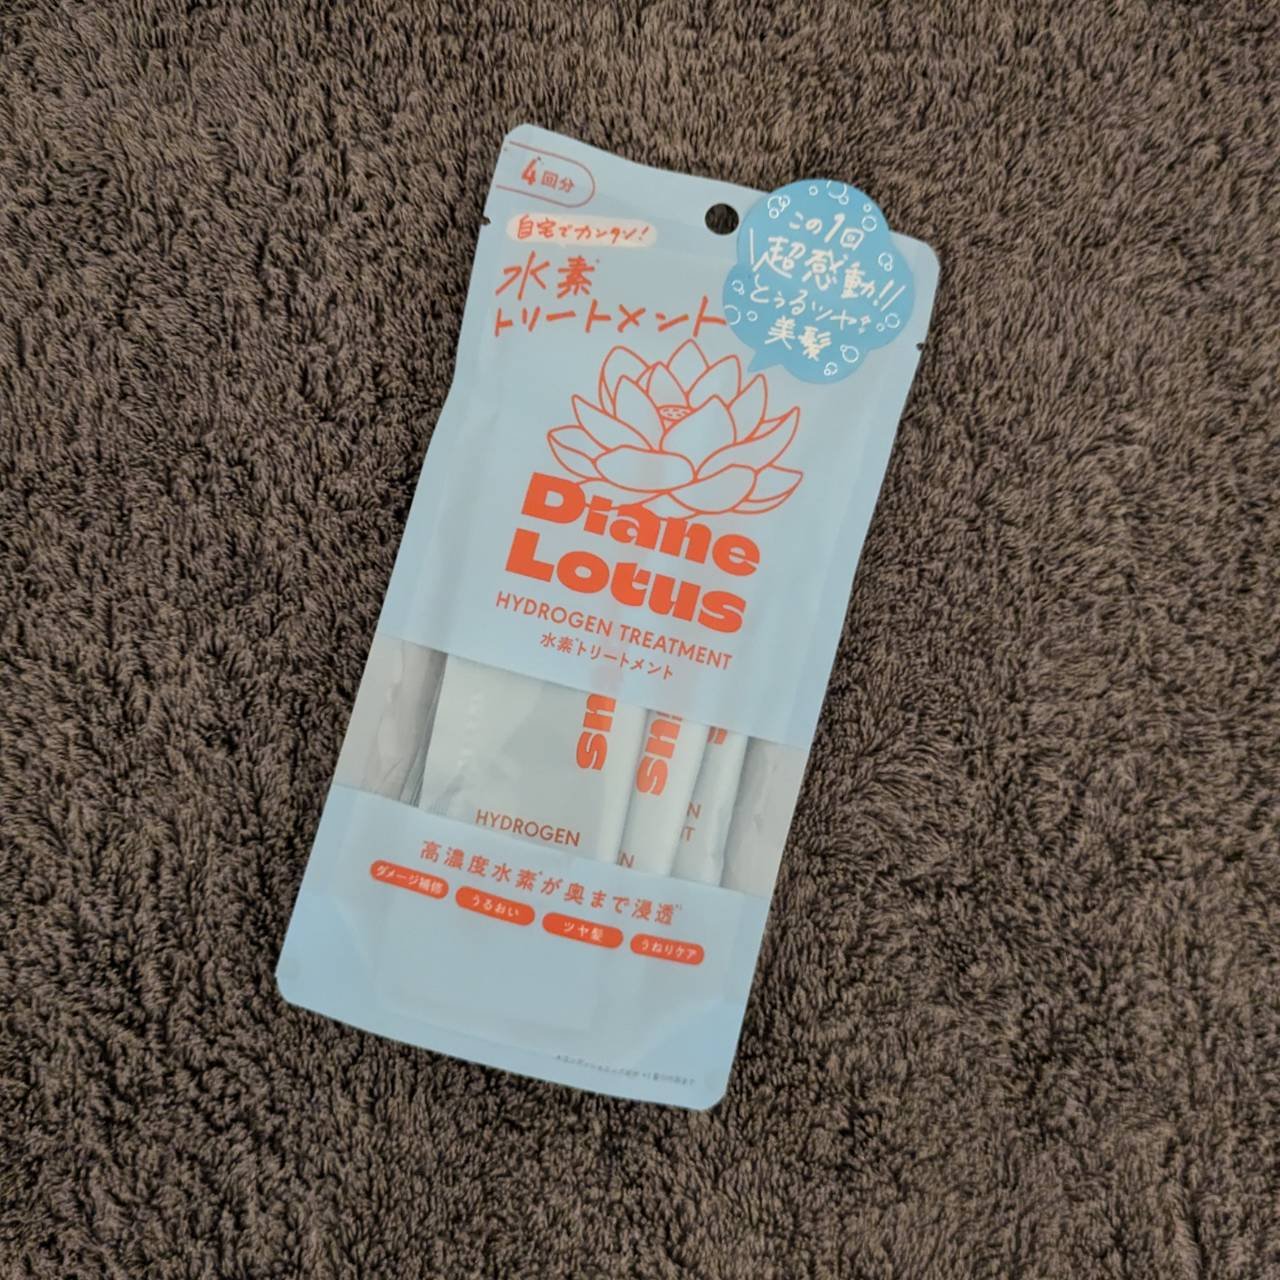 4回分
自宅でカンタン!
水素*
トリートメント
この1回
超感動!!
とぅるツヤ
美髪
Diane
Lotus
HYDROGEN TREATMENT
水素*トリートメント
HYDROGEN
高濃度水素*が奥まで浸透*¹
ダメージ補修
うるおい
ツヤ髪
うねりケア